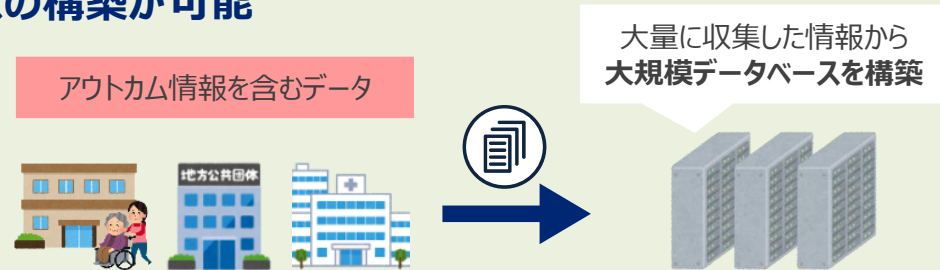 の構築が可能
アウトカム情報を含むデータ
大量に収集した情報から
大規模データベースを構築
地方公共団体